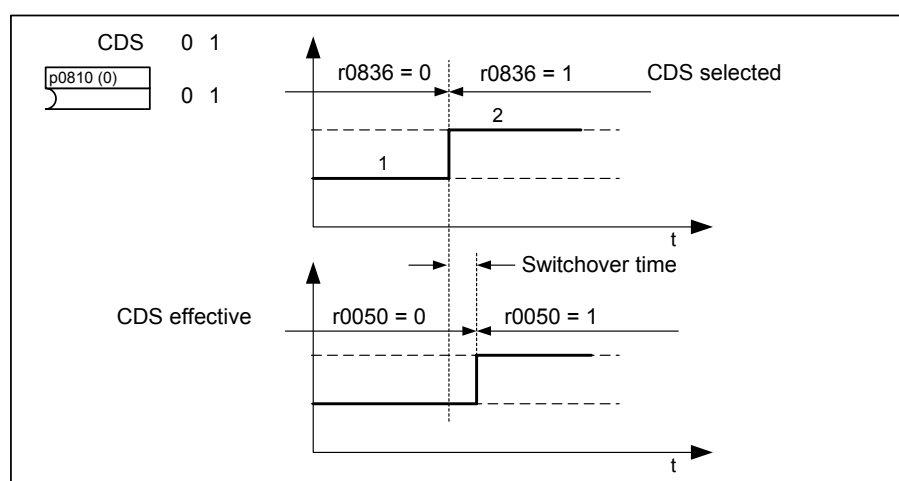 CDS 0 1
p0810 (0)
0 1
r0836 = 0 r0836 = 1 CDS selected
2
1
t
Switchover time
CDS effective r0050 = 0 r0050 = 1
t